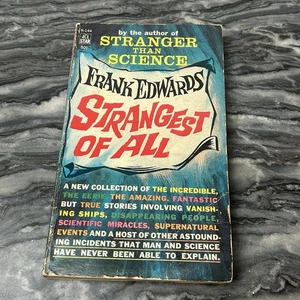 by the author of
STRANGER
THAN
SCIENCE
ACE
STAR
FRANK EDWARDS
STRANGEST
OF ALL
A NEW COLLECTION OF THE INCREDIBLE,
THE EERIE, THE AMAZING, FANTASTIC
BUT TRUE STORIES INVOLVING VANISH-
ING SHIPS, DISAPPEARING PEOPLE,
SCIENTIFIC MIRACLES, SUPERNATURAL
EVENTS AND A HOST OF OTHER ASTOUND-
ING INCIDENTS THAT MAN AND SCIENCE
HAVE NEVER BEEN ABLE TO EXPLAIN.